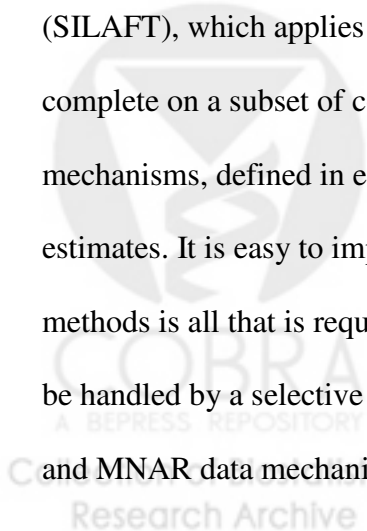 (SILAFT), which applies
complete on a subset of c
mechanisms, defined in e
estimates. It is easy to imp
methods is all that is requ
COBRA
be handled by a selective
A BEPRESS REPOSITORY
Collection of Biostatistics
and MNAR data mechani
Research Archive